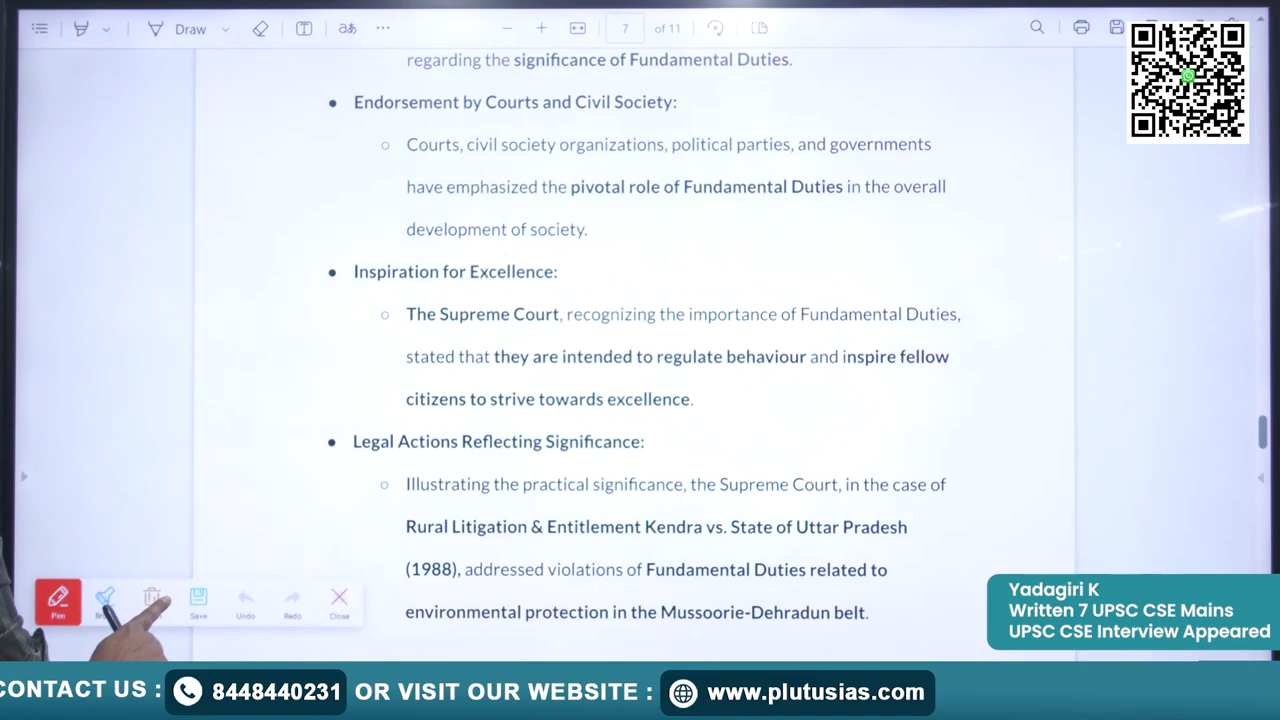 Draw
aあ
7 of 11
regarding the significance of Fundamental Duties.
● Endorsement by Courts and Civil Society:
○ Courts, civil society organizations, political parties, and governments
have emphasized the pivotal role of Fundamental Duties in the overall
development of society.
● Inspiration for Excellence:
○ The Supreme Court, recognizing the importance of Fundamental Duties,
stated that they are intended to regulate behaviour and inspire fellow
citizens to strive towards excellence.
● Legal Actions Reflecting Significance:
○ Illustrating the practical significance, the Supreme Court, in the case of
Rural Litigation & Entitlement Kendra vs. State of Uttar Pradesh
(1988), addressed violations of Fundamental Duties related to
environmental protection in the Mussoorie-Dehradun belt.
Pen Save Undo Redo Close
Yadagiri K
Written 7 UPSC CSE Mains
UPSC CSE Interview Appeared
CONTACT US : 8448440231 OR VISIT OUR WEBSITE : www.plutusias.com